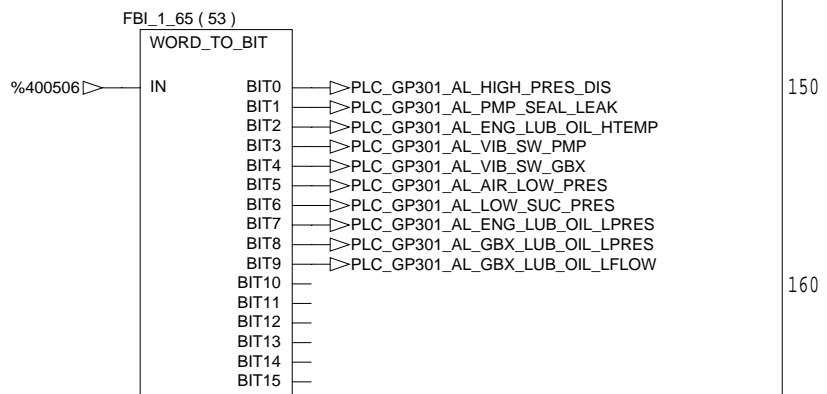 FBI_1_65 ( 53 )
WORD_TO_BIT
%400506 IN BIT0 PLC_GP301_AL_HIGH_PRES_DIS 150
BIT1 PLC_GP301_AL_PMP_SEAL_LEAK
BIT2 PLC_GP301_AL_ENG_LUB_OIL_HTEMP
BIT3 PLC_GP301_AL_VIB_SW_PMP
BIT4 PLC_GP301_AL_VIB_SW_GBX
BIT5 PLC_GP301_AL_AIR_LOW_PRES
BIT6 PLC_GP301_AL_LOW_SUC_PRES
BIT7 PLC_GP301_AL_ENG_LUB_OIL_LPRES
BIT8 PLC_GP301_AL_GBX_LUB_OIL_LPRES
BIT9 PLC_GP301_AL_GBX_LUB_OIL_LFLOW
BIT10 160
BIT11
BIT12
BIT13
BIT14
BIT15